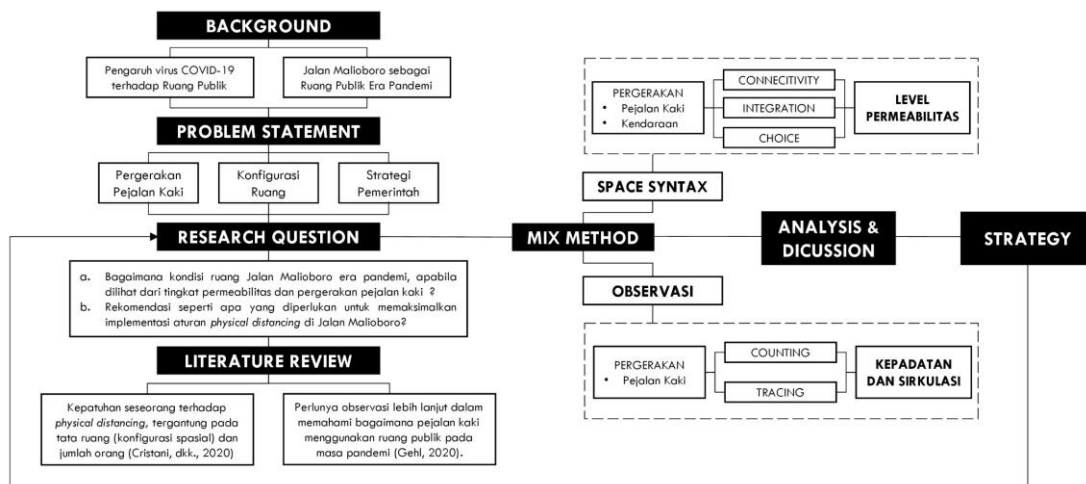 BACKGROUND
Pengaruh virus COVID-19
terhadap Ruang Publik
Jalan Malioboro sebagai
Ruang Publik Era Pandemi
PROBLEM STATEMENT
Pergerakan
Pejalan Kaki
Konfigurasi
Ruang
Strategi
Pemerintah
RESEARCH QUESTION
a. Bagaimana kondisi ruang Jalan Malioboro era pandemi, apabila
dilihat dari tingkat permeabilitas dan pergerakan pejalan kaki ?
b. Rekomendasi seperti apa yang diperlukan untuk memaksimalkan
implementasi aturan physical distancing di Jalan Malioboro?
LITERATURE REVIEW
Kepatuhan seseorang terhadap
physical distancing, tergantung pada
tata ruang (konfigurasi spasial) dan
jumlah orang (Cristani, dkk., 2020)
Perlunya observasi lebih lanjut dalam
memahami bagaimana pejalan kaki
menggunakan ruang publik pada
masa pandemi (Gehl, 2020).
MIX METHOD
SPACE SYNTAX
PERGERAKAN
• Pejalan Kaki
• Kendaraan
CONNECITIVITY
INTEGRATION
CHOICE
LEVEL
PERMEABILITAS
OBSERVASI
PERGERAKAN
• Pejalan Kaki
COUNTING
TRACING
KEPADATAN
DAN SIRKULASI
ANALYSIS &
DICUSSION
STRATEGY